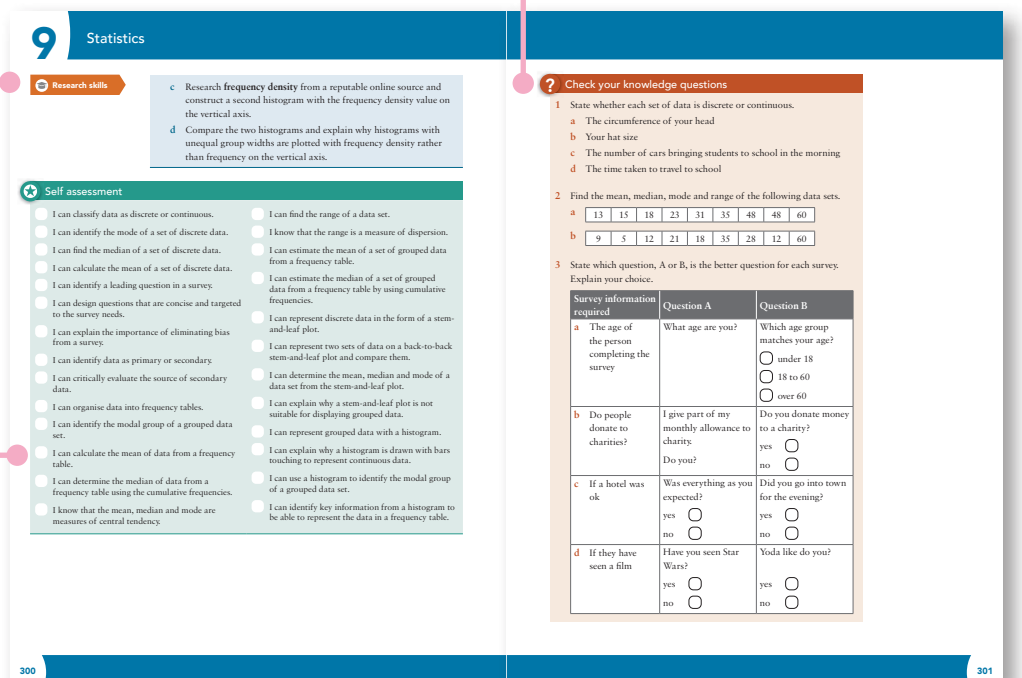 9
Statistics
Research skills
c Research frequency density from a reputable online source and
construct a second histogram with the frequency density value on
the vertical axis.
d Compare the two histograms and explain why histograms with
unequal group widths are plotted with frequency density rather
than frequency on the vertical axis.
Self assessment
I can classify data as discrete or continuous.
I can identify the mode of a set of discrete data.
I can find the median of a set of discrete data.
I can calculate the mean of a set of discrete data.
I can identify a leading question in a survey.
I can design questions that are concise and targeted
to the survey needs.
I can explain the importance of eliminating bias
from a survey.
I can identify data as primary or secondary.
I can critically evaluate the source of secondary
data.
I can organise data into frequency tables.
I can identify the modal group of a grouped data
set.
I can calculate the mean of data from a frequency
table.
I can determine the median of data from a
frequency table using the cumulative frequencies.
I know that the mean, median and mode are
measures of central tendency.
I can find the range of a data set.
I know that the range is a measure of dispersion.
I can estimate the mean of a set of grouped data
from a frequency table.
I can estimate the median of a set of grouped
data from a frequency table by using cumulative
frequencies.
I can represent discrete data in the form of a stem-
and-leaf plot.
I can represent two sets of data on a back-to-back
stem-and-leaf plot and compare them.
I can determine the mean, median and mode of a
data set from the stem-and-leaf plot.
I can explain why a stem-and-leaf plot is not
suitable for displaying grouped data.
I can represent grouped data with a histogram.
I can explain why a histogram is drawn with bars
touching to represent continuous data.
I can use a histogram to identify the modal group
of a grouped data set.
I can identify key information from a histogram to
be able to represent the data in a frequency table.
300
? Check your knowledge questions
1 State whether each set of data is discrete or continuous.
a The circumference of your head
b Your hat size
c The number of cars bringing students to school in the morning
d The time taken to travel to school
2 Find the mean, median, mode and range of the following data sets.
a 13 15 18 23 31 35 48 48 60
b 9 5 12 21 18 35 28 12 60
3 State which question, A or B, is the better question for each survey.
Explain your choice.
Survey information
required
Question A
Question B
a The age of
the person
completing the
survey
What age are you?
Which age group
matches your age?
under 18
18 to 60
over 60
b Do people
donate to
charities?
I give part of my
monthly allowance to
charity.
Do you?
Do you donate money
to a charity?
yes
no
c If a hotel was
ok
Was everything as you
expected?
yes
no
Did you go into town
for the evening?
yes
no
d If they have
seen a film
Have you seen Star
Wars?
yes
no
Yoda like do you?
yes
no
301